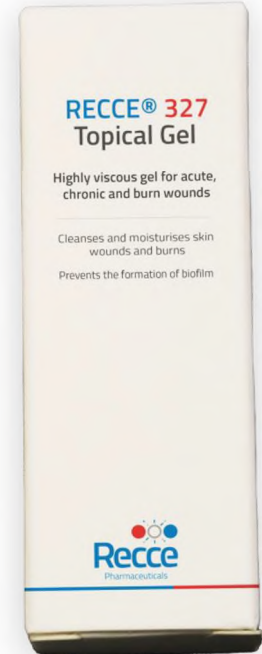 RECCE® 327
Topical Gel
Highly viscous gel for acute,
chronic and burn wounds
Cleanses and moisturises skin
wounds and burns
Prevents the formation of biofilm
Recce
Pharmaceuticals